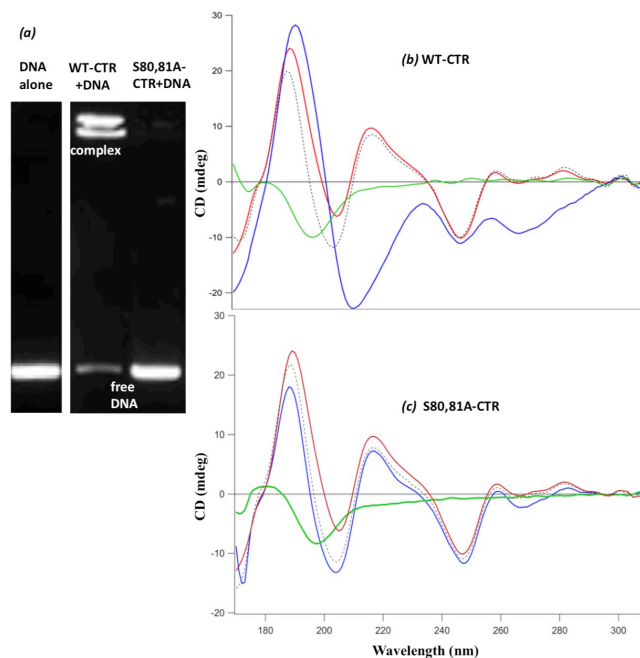 (a)
DNA
alone
WT-CTR
+DNA
S80,81A-
CTR+DNA
complex
free
DNA
(b) WT-CTR
30
20
10
0
-10
-20
CD (mdeg)
(c) S80,81A-CTR
30
20
10
0
-10
-20
CD (mdeg)
180
200
220
240
260
280
300
Wavelength (nm)